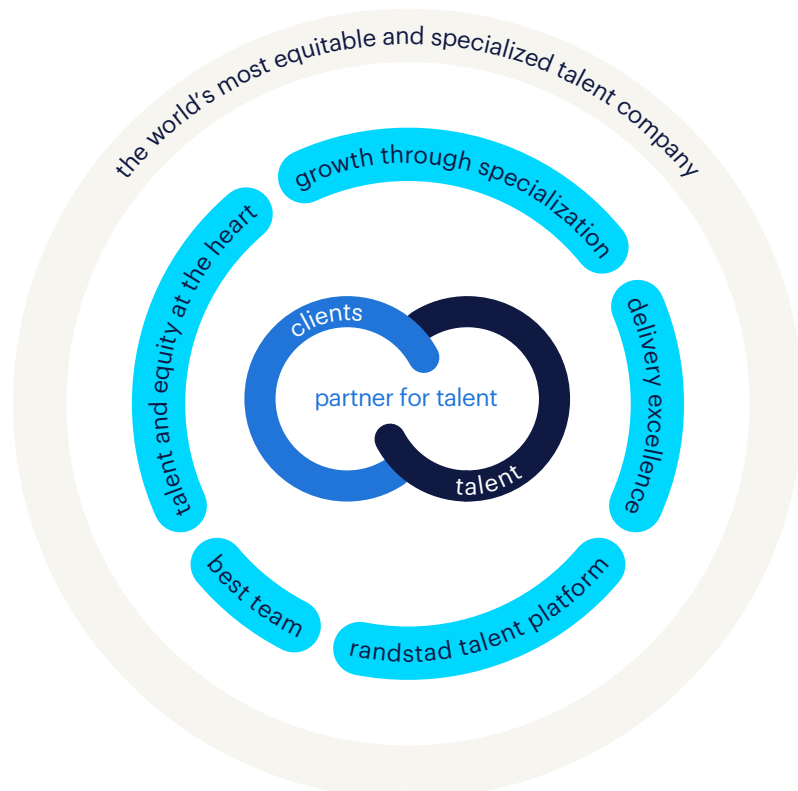 the world's most equitable and specialized talent company
growth through specialization
delivery excellence
randstad talent platform
best team
talent and equity at the heart
clients
partner for talent
talent